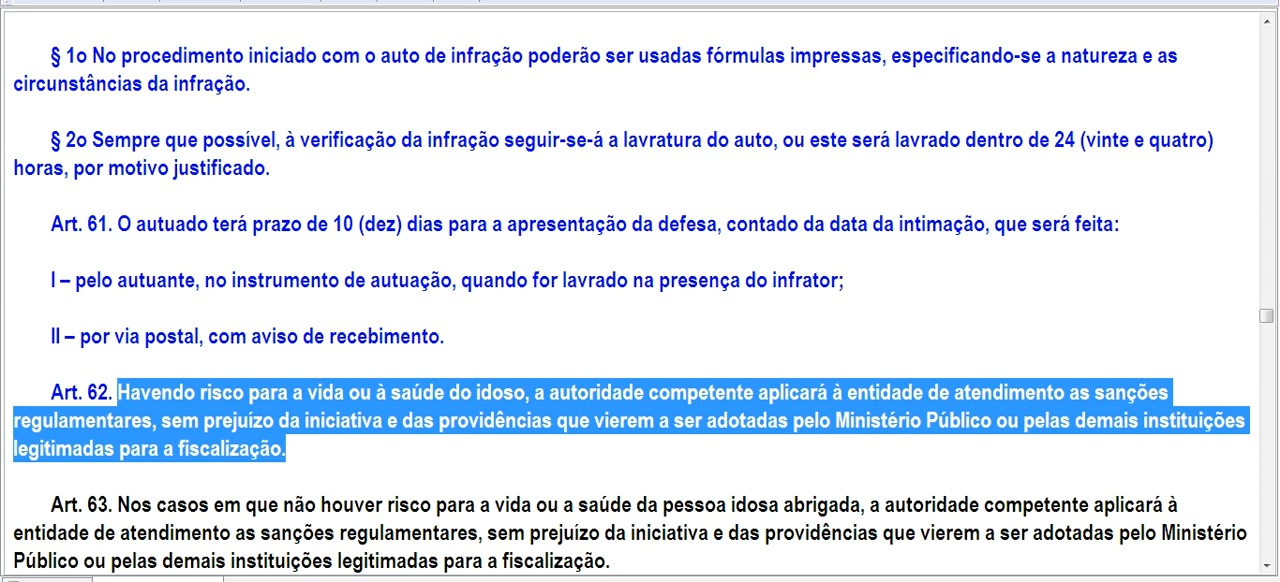 § 1o No procedimento iniciado com o auto de infração poderão ser usadas fórmulas impressas, especificando-se a natureza e as
circunstâncias da infração.
§ 2o Sempre que possível, à verificação da infração seguir-se-á a lavratura do auto, ou este será lavrado dentro de 24 (vinte e quatro)
horas, por motivo justificado.
Art. 61. O autuado terá prazo de 10 (dez) dias para a apresentação da defesa, contado da data da intimação, que será feita:
I – pelo autuante, no instrumento de autuação, quando for lavrado na presença do infrator;
II – por via postal, com aviso de recebimento.
Art. 62. Havendo risco para a vida ou à saúde do idoso, a autoridade competente aplicará à entidade de atendimento as sanções
regulamentares, sem prejuízo da iniciativa e das providências que vierem a ser adotadas pelo Ministério Público ou pelas demais instituições
legitimadas para a fiscalização.
Art. 63. Nos casos em que não houver risco para a vida ou a saúde da pessoa idosa abrigada, a autoridade competente aplicará à
entidade de atendimento as sanções regulamentares, sem prejuízo da iniciativa e das providências que vierem a ser adotadas pelo Ministério
Público ou pelas demais instituições legitimadas para a fiscalização.